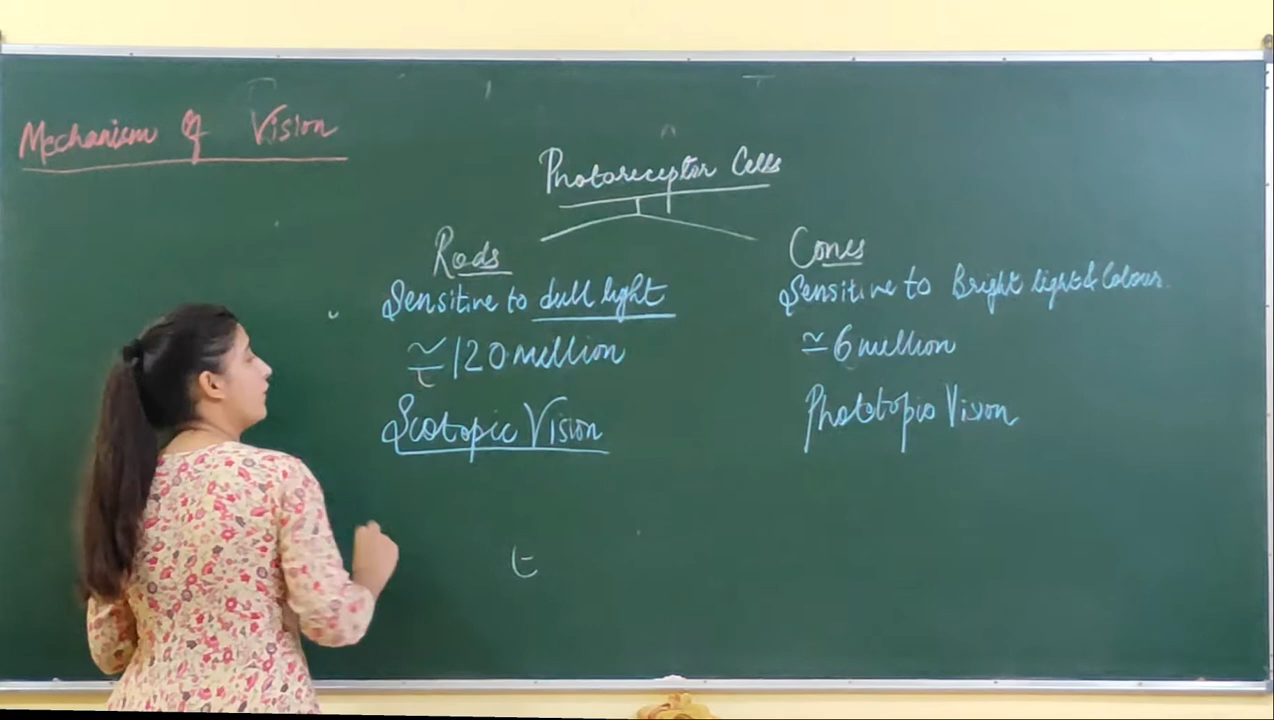 Mechanism of Vision
Photoreceptor Cells
Rods
Sensitive to dull light
≃ 120 million
Scotopic Vision
Cones
Sensitive to Bright light & Colours.
≃ 6 million
Phototopic Vision
t